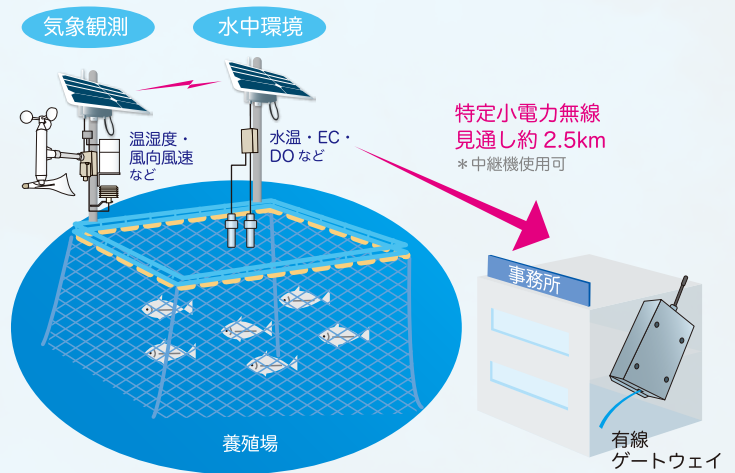 気象観測
水中環境
温湿度・
風向風速
など
水温・EC・
DOなど
特定小電力無線
見通し約2.5km
＊中継機使用可
事務所
養殖場
有線
ゲートウェイ